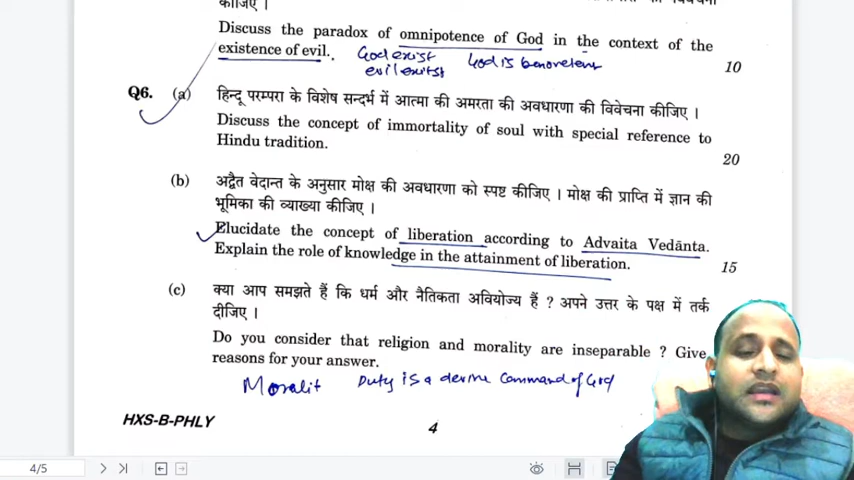 कीजिए ।
Discuss the paradox of omnipotence of God in the context of the
existence of evil.
God exist
God is benovelent
evil exitst
10
Q6. (a) हिन्दू परम्परा के विशेष सन्दर्भ में आत्मा की अमरता की अवधारणा की विवेचना कीजिए ।
Discuss the concept of immortality of soul with special reference to
Hindu tradition.
20
(b) अद्वैत वेदान्त के अनुसार मोक्ष की अवधारणा को स्पष्ट कीजिए । मोक्ष की प्राप्ति में ज्ञान की
भूमिका की व्याख्या कीजिए ।
Elucidate the concept of liberation according to Advaita Vedānta.
Explain the role of knowledge in the attainment of liberation.
15
(c) क्या आप समझते हैं कि धर्म और नैतिकता अवियोज्य हैं ? अपने उत्तर के पक्ष में तर्क
दीजिए ।
Do you consider that religion and morality are inseparable ? Give
reasons for your answer.
Moralit Duty is a devine command of God
HXS-B-PHLY
4
4/5